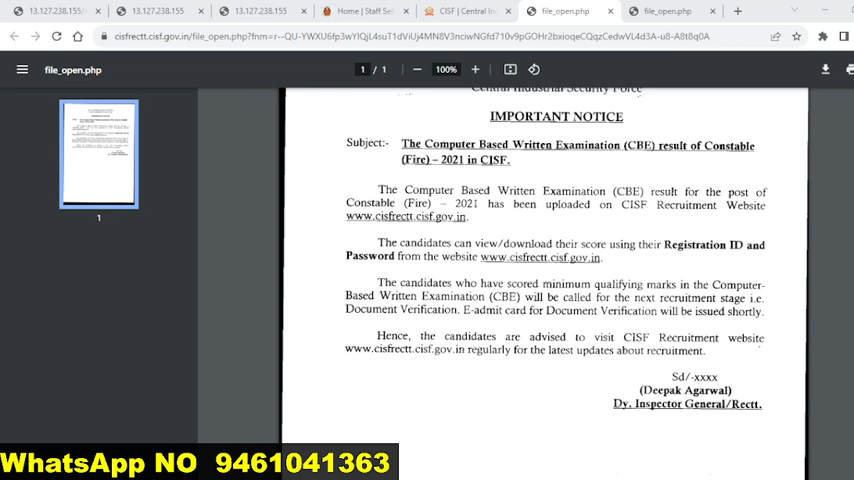 13.127.238.155/
13.127.238.155
13.127.238.155
Home | Staff Sel
CISF | Central In
file_open.php
file_open.php
cisfrectt.cisf.gov.in/file_open.php?fnm=r--QU-YWXU6fp3wYIQjL4suT1dViUj4MN8V3nciwNGfd710v9pGOHr2bxioqeCQqzCedwVL4d3A-u8-A8t8q0A
file_open.php
1 / 1
100%
1
Central Industrial Security Force
IMPORTANT NOTICE
Subject:- The Computer Based Written Examination (CBE) result of Constable
(Fire) – 2021 in CISF.
The Computer Based Written Examination (CBE) result for the post of
Constable (Fire) – 2021 has been uploaded on CISF Recruitment Website
www.cisfrectt.cisf.gov.in.
The candidates can view/download their score using their Registration ID and
Password from the website www.cisfrectt.cisf.gov.in.
The candidates who have scored minimum qualifying marks in the Computer-
Based Written Examination (CBE) will be called for the next recruitment stage i.e.
Document Verification. E-admit card for Document Verification will be issued shortly.
Hence, the candidates are advised to visit CISF Recruitment website
www.cisfrectt.cisf.gov.in regularly for the latest updates about recruitment.
Sd/-xxxx
(Deepak Agarwal)
Dy. Inspector General/Rectt.
WhatsApp NO 9461041363